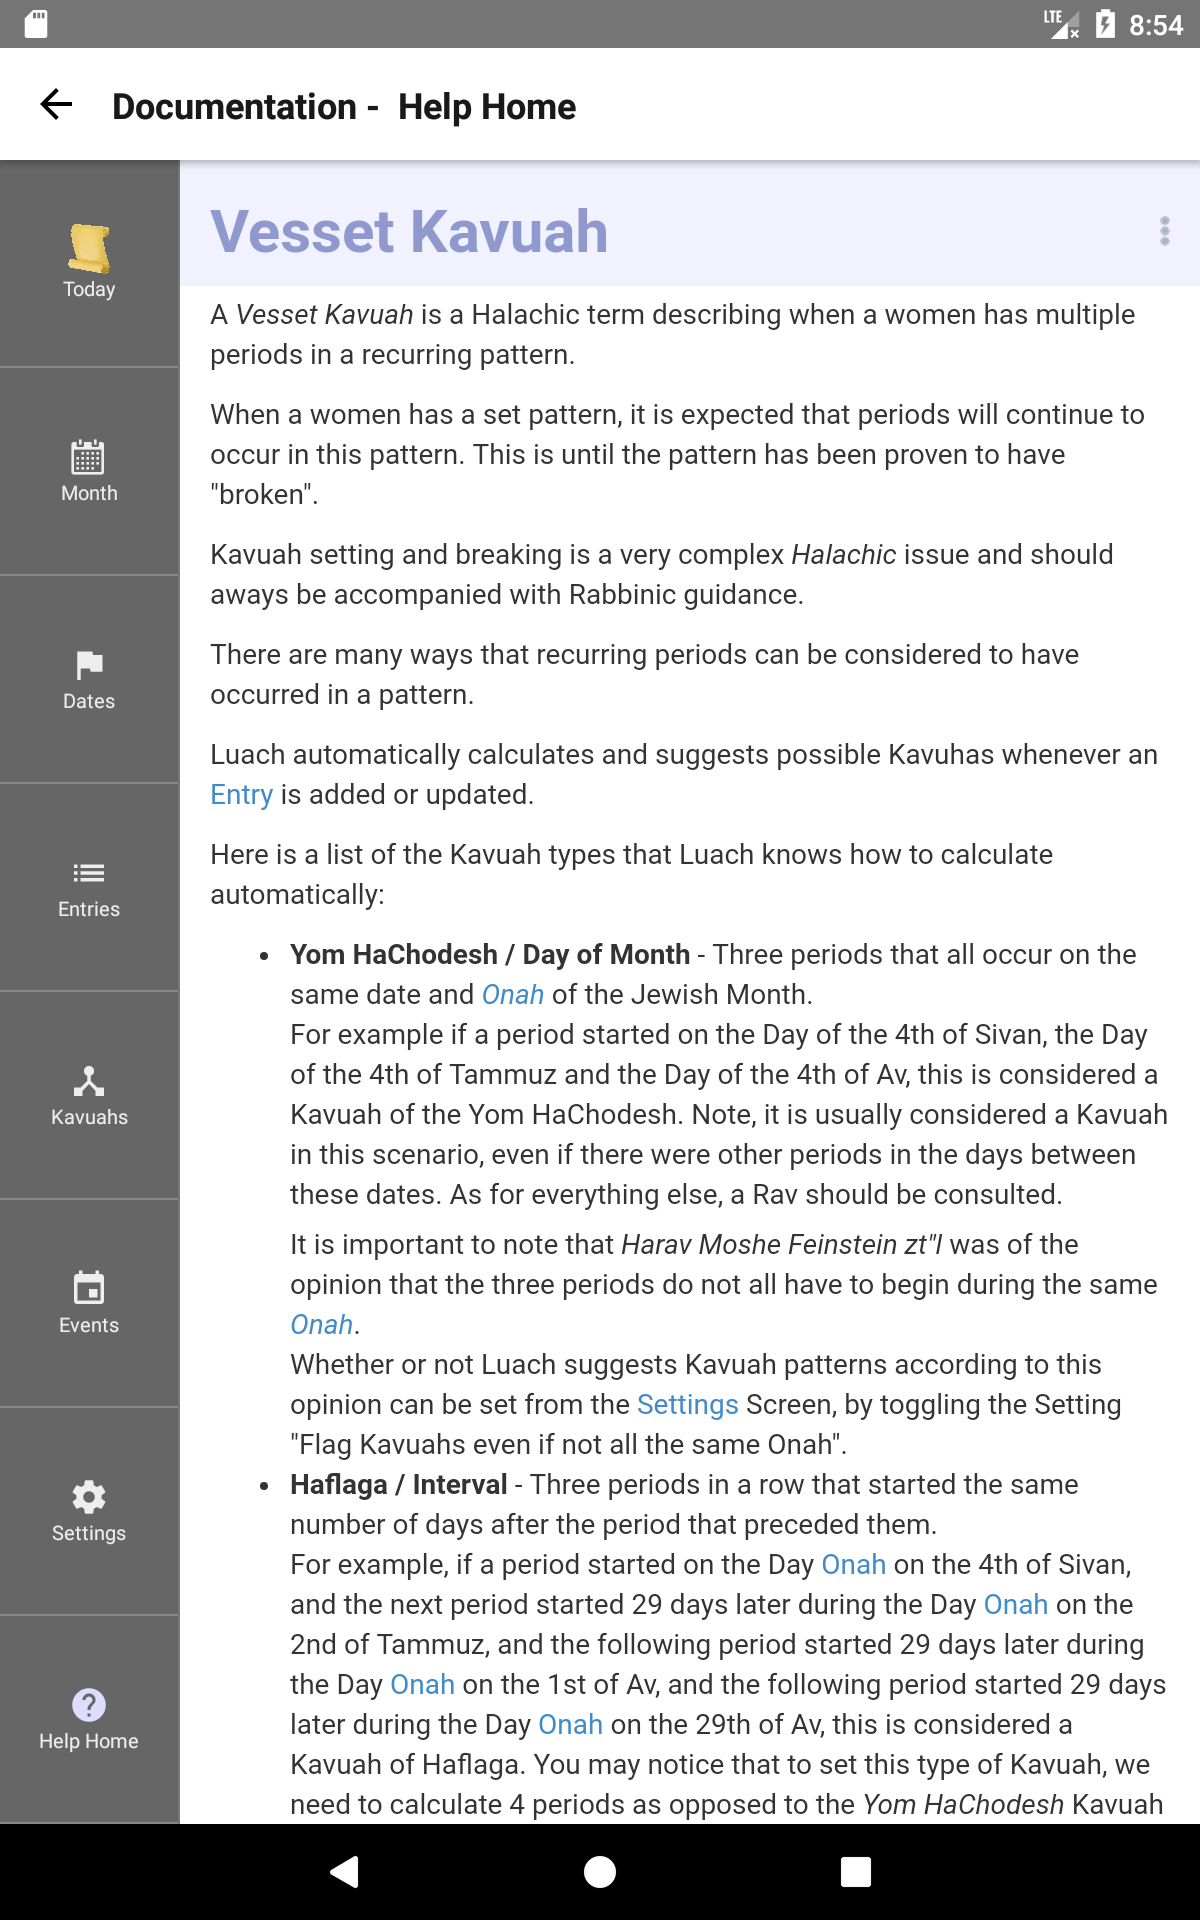 LTE 8:54
Documentation - Help Home
Today
Month
Dates
Entries
Kavuahs
Events
Settings
Help Home
Vesset Kavuah
A Vesset Kavuah is a Halachic term describing when a women has multiple
periods in a recurring pattern.
When a women has a set pattern, it is expected that periods will continue to
occur in this pattern. This is until the pattern has been proven to have
"broken".
Kavuah setting and breaking is a very complex Halachic issue and should
aways be accompanied with Rabbinic guidance.
There are many ways that recurring periods can be considered to have
occurred in a pattern.
Luach automatically calculates and suggests possible Kavuhas whenever an
Entry is added or updated.
Here is a list of the Kavuah types that Luach knows how to calculate
automatically:
• Yom HaChodesh / Day of Month - Three periods that all occur on the
same date and Onah of the Jewish Month.
For example if a period started on the Day of the 4th of Sivan, the Day
of the 4th of Tammuz and the Day of the 4th of Av, this is considered a
Kavuah of the Yom HaChodesh. Note, it is usually considered a Kavuah
in this scenario, even if there were other periods in the days between
these dates. As for everything else, a Rav should be consulted.
It is important to note that Harav Moshe Feinstein zt"l was of the
opinion that the three periods do not all have to begin during the same
Onah.
Whether or not Luach suggests Kavuah patterns according to this
opinion can be set from the Settings Screen, by toggling the Setting
"Flag Kavuahs even if not all the same Onah".
• Haflaga / Interval - Three periods in a row that started the same
number of days after the period that preceded them.
For example, if a period started on the Day Onah on the 4th of Sivan,
and the next period started 29 days later during the Day Onah on the
2nd of Tammuz, and the following period started 29 days later during
the Day Onah on the 1st of Av, and the following period started 29 days
later during the Day Onah on the 29th of Av, this is considered a
Kavuah of Haflaga. You may notice that to set this type of Kavuah, we
need to calculate 4 periods as opposed to the Yom HaChodesh Kavuah